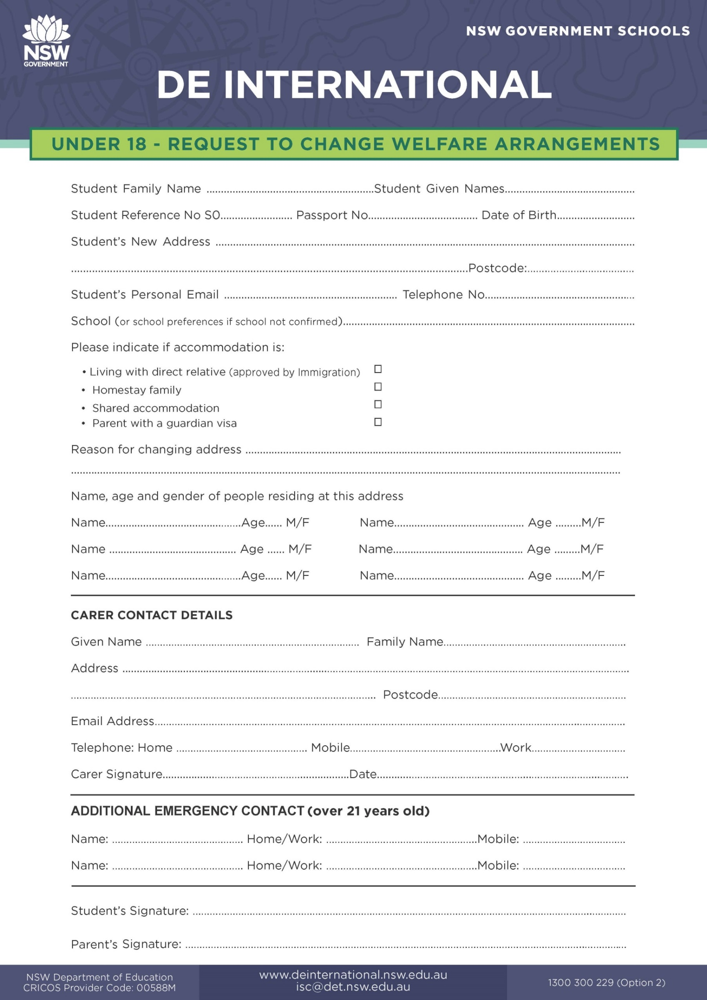 NSW
GOVERNMENT
NSW GOVERNMENT SCHOOLS
DE INTERNATIONAL
UNDER 18 - REQUEST TO CHANGE WELFARE ARRANGEMENTS
Student Family Name ..........................................................Student Given Names.............................................
Student Reference No S0......................... Passport No...................................... Date of Birth...........................
Student's New Address .................................................................................................................................................
..........................................................................................................................................Postcode:.....................................
Student's Personal Email ............................................................ Telephone No....................................................
School (or school preferences if school not confirmed).....................................................................................................
Please indicate if accommodation is:
• Living with direct relative (approved by Immigration) ☐
• Homestay family ☐
• Shared accommodation ☐
• Parent with a guardian visa ☐
Reason for changing address ..................................................................................................................................
...............................................................................................................................................................................................
Name, age and gender of people residing at this address
Name...............................................Age...... M/F Name............................................. Age .........M/F
Name ............................................ Age ...... M/F Name............................................. Age .........M/F
Name...............................................Age...... M/F Name............................................. Age .........M/F
CARER CONTACT DETAILS
Given Name .......................................................................... Family Name...............................................................
Address ................................................................................................................................................................................
.......................................................................................................... Postcode.................................................................
Email Address...................................................................................................................................................................
Telephone: Home ............................................. Mobile....................................................Work................................
Carer Signature.................................................................Date.......................................................................................
ADDITIONAL EMERGENCY CONTACT (over 21 years old)
Name: ............................................. Home/Work: ....................................................Mobile: ...................................
Name: ............................................. Home/Work: ....................................................Mobile: ...................................
Student's Signature: ......................................................................................................................................................
Parent's Signature: .........................................................................................................................................................
NSW Department of Education
CRICOS Provider Code: 00588M
www.deinternational.nsw.edu.au
isc@det.nsw.edu.au
1300 300 229 (Option 2)